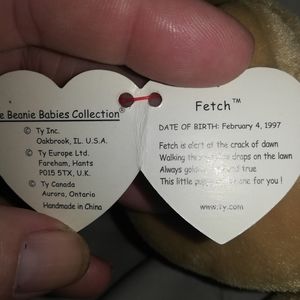 e Beanie Babies Collection®
© Ty Inc.
Oakbrook, IL. U.S.A.
© Ty Europe Ltd.
Fareham, Hants
PO15 5TX, U.K.
© Ty Canada
Aurora, Ontario
Handmade in China
Fetch™
DATE OF BIRTH: February 4, 1997
Fetch is alert at the crack of dawn
Walking drops on the lawn
Always and true
This little one for you !
www.ty.com